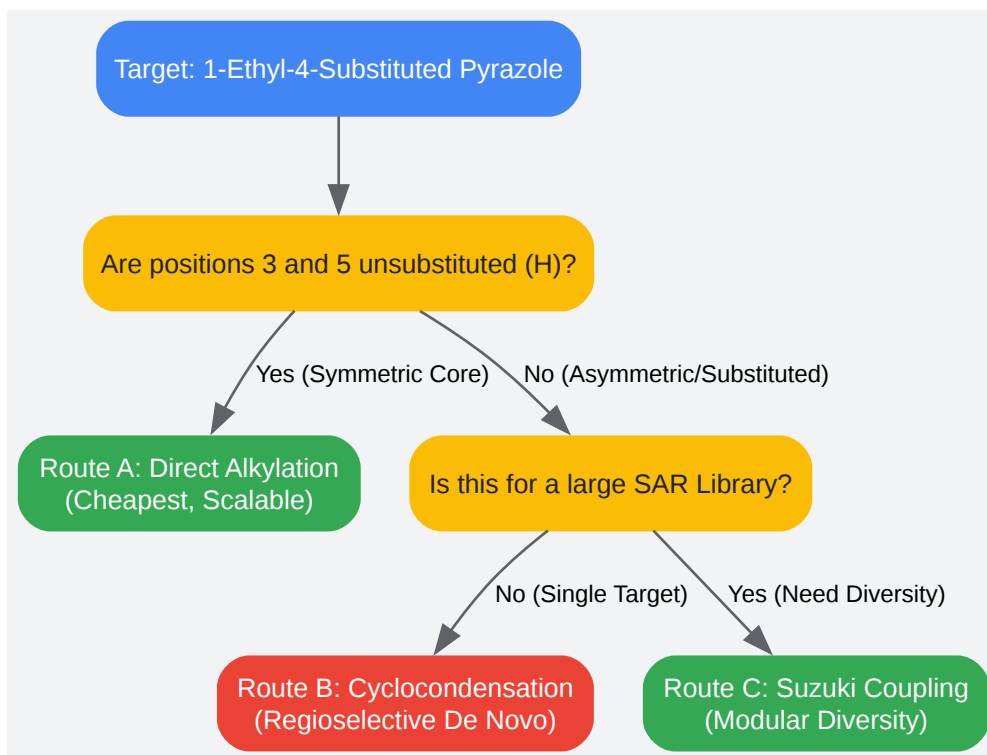 Target: 1-Ethyl-4-Substituted Pyrazole
Are positions 3 and 5 unsubstituted (H)?
Yes (Symmetric Core)
No (Asymmetric/Substituted)
Route A: Direct Alkylation
(Cheapest, Scalable)
Is this for a large SAR Library?
No (Single Target)
Yes (Need Diversity)
Route B: Cyclocondensation
(Regioselective De Novo)
Route C: Suzuki Coupling
(Modular Diversity)